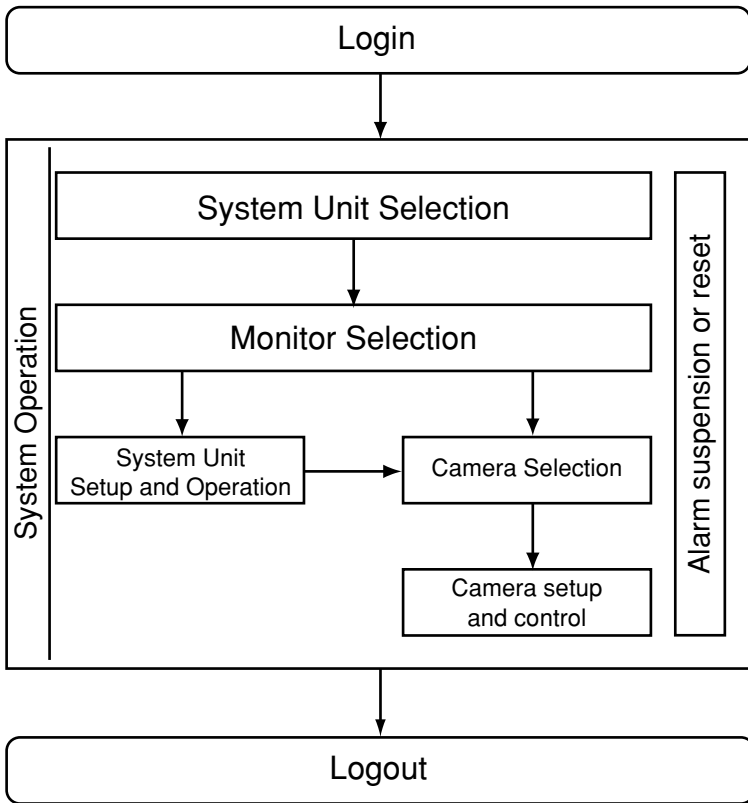 Login
System Operation
System Unit Selection
Monitor Selection
System Unit
Setup and Operation
Camera Selection
Camera setup
and control
Alarm suspension or reset
Logout